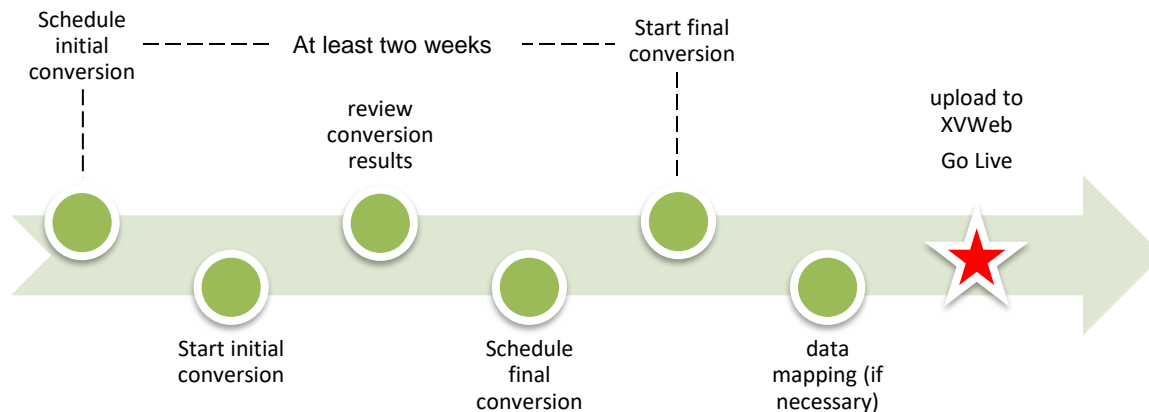 Schedule
initial
conversion
At least two weeks
Start final
conversion
review
conversion
results
upload to
XVWeb
Go Live
Start initial
conversion
Schedule
final
conversion
data
mapping (if
necessary)